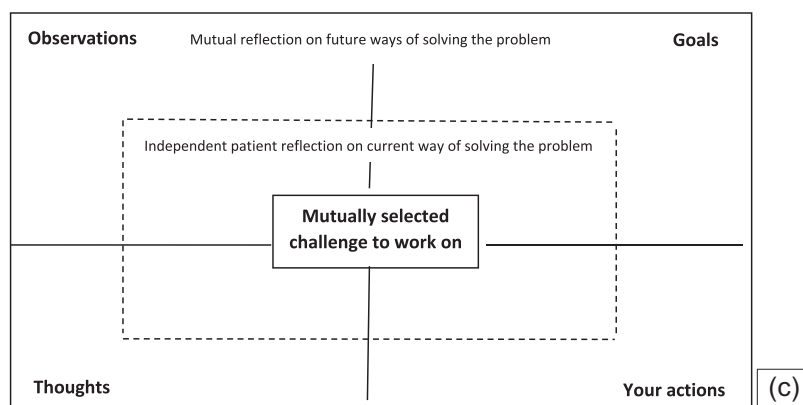 Observations
Mutual reflection on future ways of solving the problem
Goals
Independent patient reflection on current way of solving the problem
Mutually selected
challenge to work on
Thoughts
Your actions
(c)